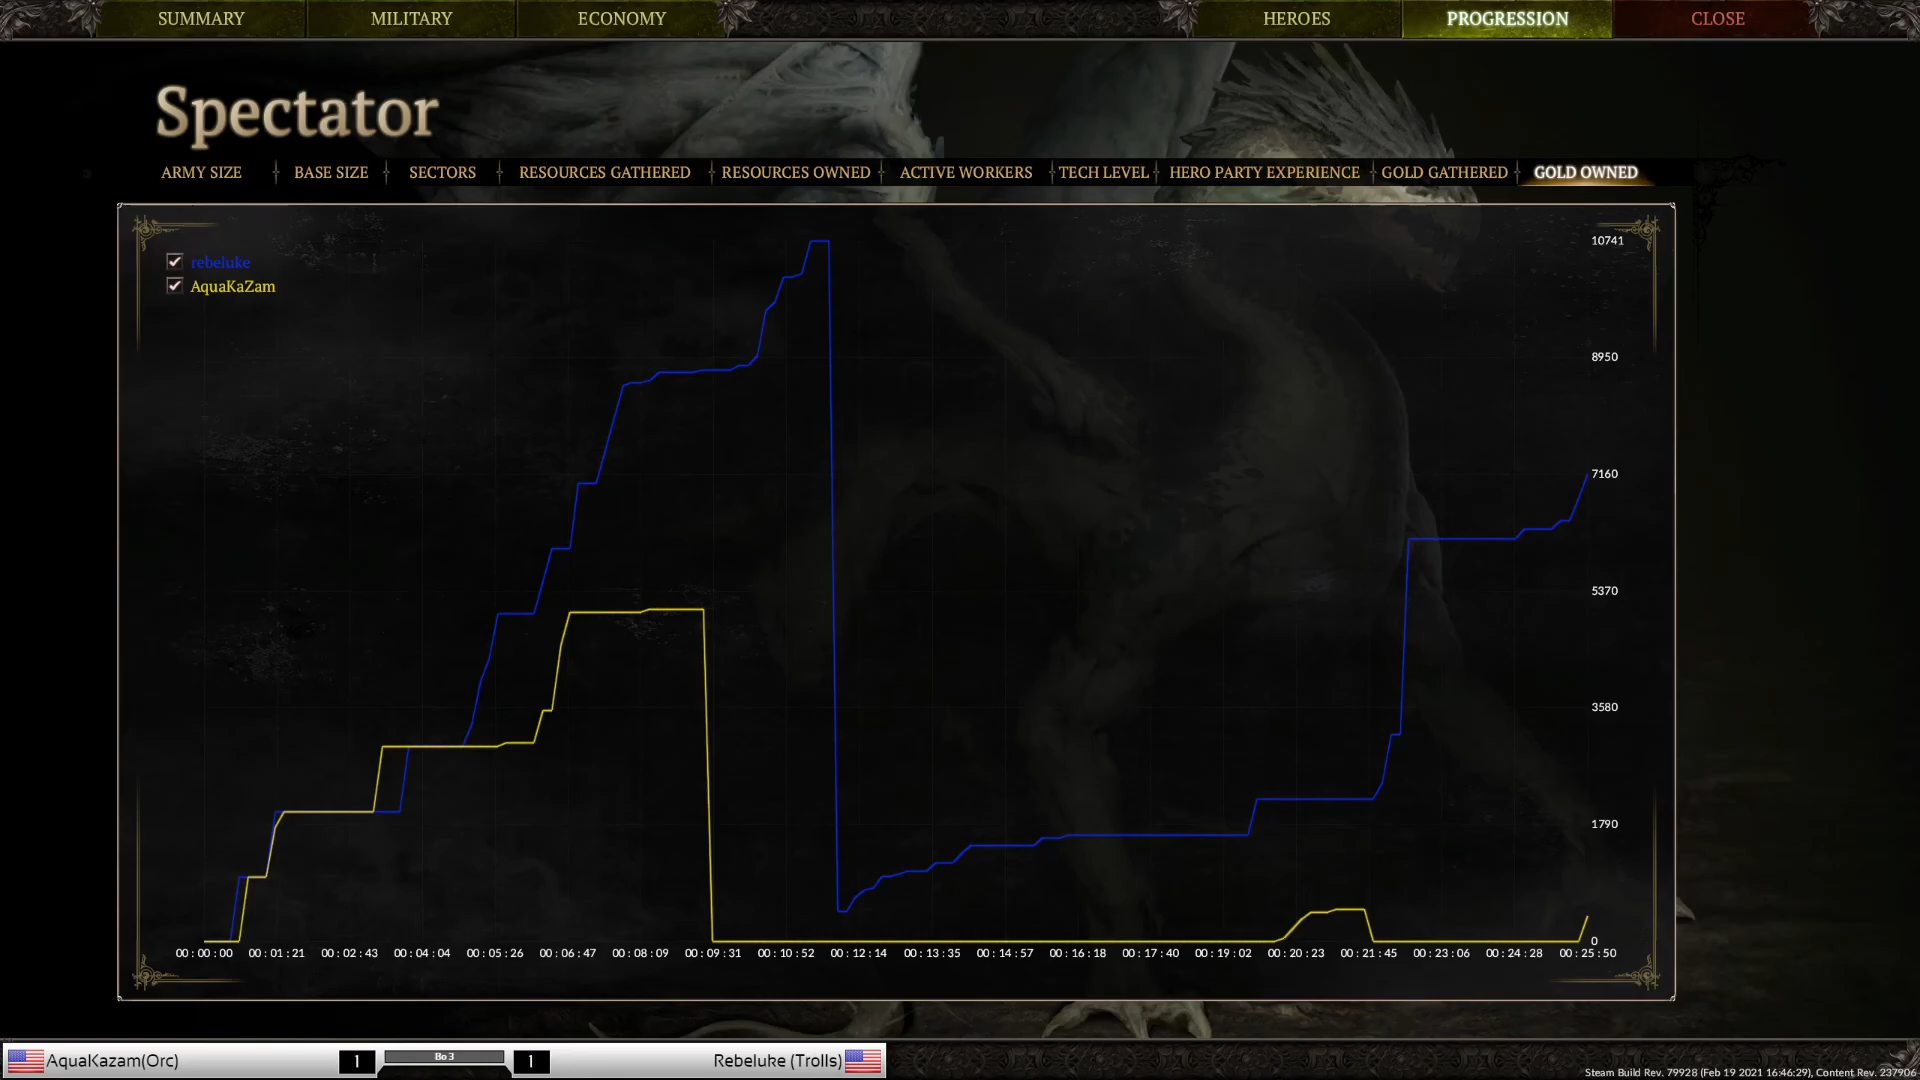 SUMMARY MILITARY ECONOMY HEROES PROGRESSION CLOSE
Spectator
ARMY SIZE BASE SIZE SECTORS RESOURCES GATHERED RESOURCES OWNED ACTIVE WORKERS TECH LEVEL HERO PARTY EXPERIENCE GOLD GATHERED GOLD OWNED
rebeluke
AquaKaZam
10741
8950
7160
5370
3580
1790
0
00:00:00 00:01:21 00:02:43 00:04:04 00:05:26 00:06:47 00:08:09 00:09:31 00:10:52 00:12:14 00:13:35 00:14:57 00:16:18 00:17:40 00:19:02 00:20:23 00:21:45 00:23:06 00:24:28 00:25:50
AquaKazam(Orc) 1 Bo3 1 Rebeluke (Trolls)
Steam Build Rev. 79928 (Feb 19 2021 16:46:29), Content Rev. 237906